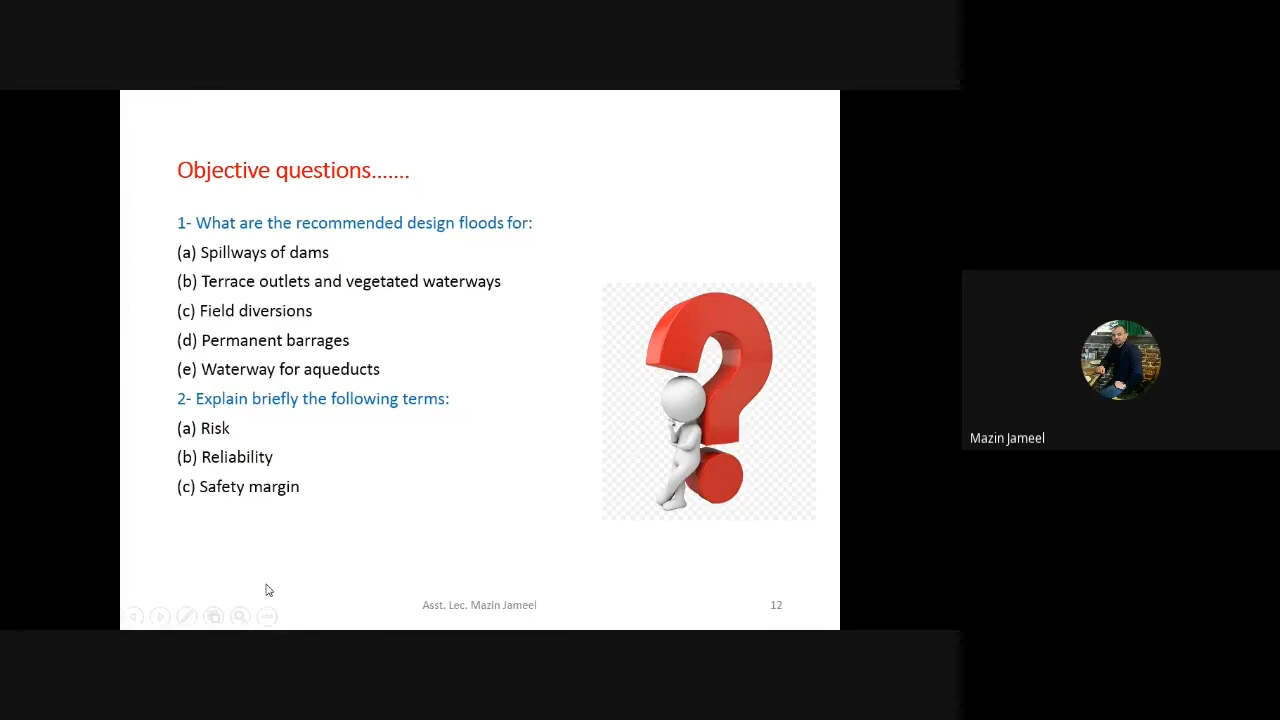 Objective questions.......
1- What are the recommended design floods for:
(a) Spillways of dams
(b) Terrace outlets and vegetated waterways
(c) Field diversions
(d) Permanent barrages
(e) Waterway for aqueducts
2- Explain briefly the following terms:
(a) Risk
(b) Reliability
(c) Safety margin
Asst. Lec. Mazin Jameel
12
Mazin Jameel